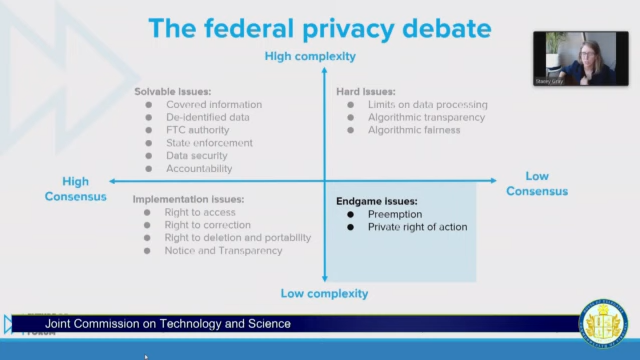 The federal privacy debate
High complexity
Solvable issues:
● Covered information
● De-identified data
● FTC authority
● State enforcement
● Data security
● Accountability
Hard issues:
● Limits on data processing
● Algorithmic transparency
● Algorithmic fairness
High
Consensus
Low
Consensus
Implementation issues:
● Right to access
● Right to correction
● Right to deletion and portability
● Notice and Transparency
Endgame issues:
● Preemption
● Private right of action
Low complexity
Joint Commission on Technology and Science